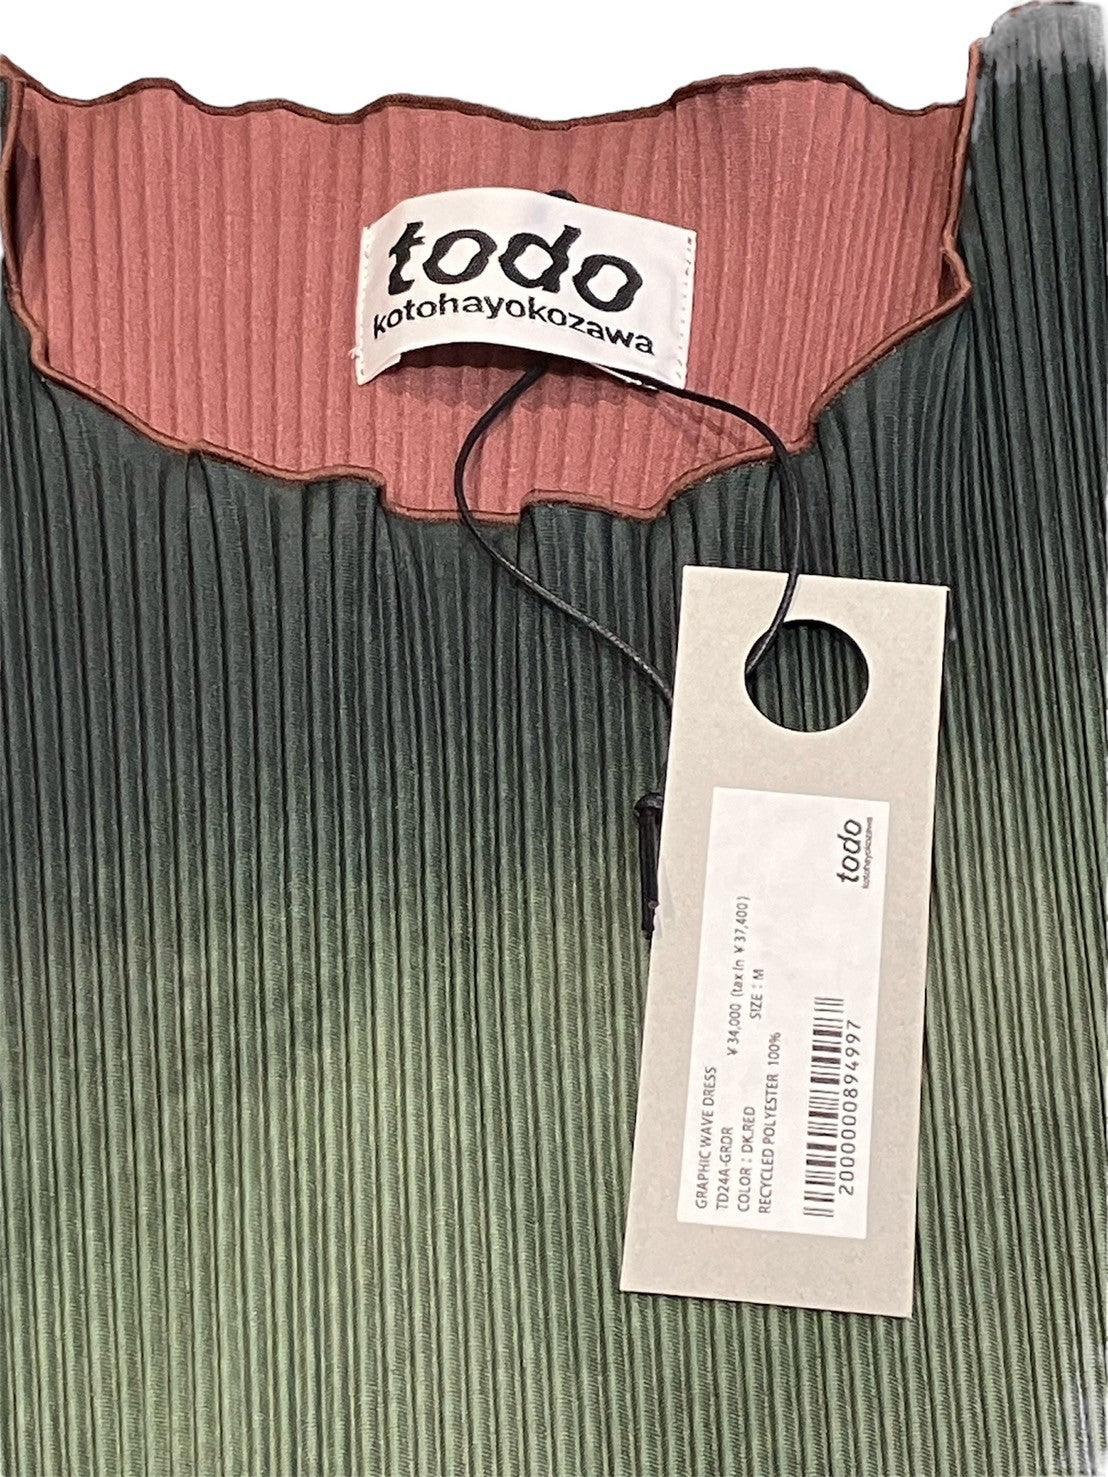 todo
kotohayokozawa
todo
kotohayokozawa
GRAPHIC WAVE DRESS
TD24A-GRDR ¥34,000 (tax in ¥37,400)
COLOR : DK.RED SIZE : M
RECYCLED POLYESTER 100%
2000000894997